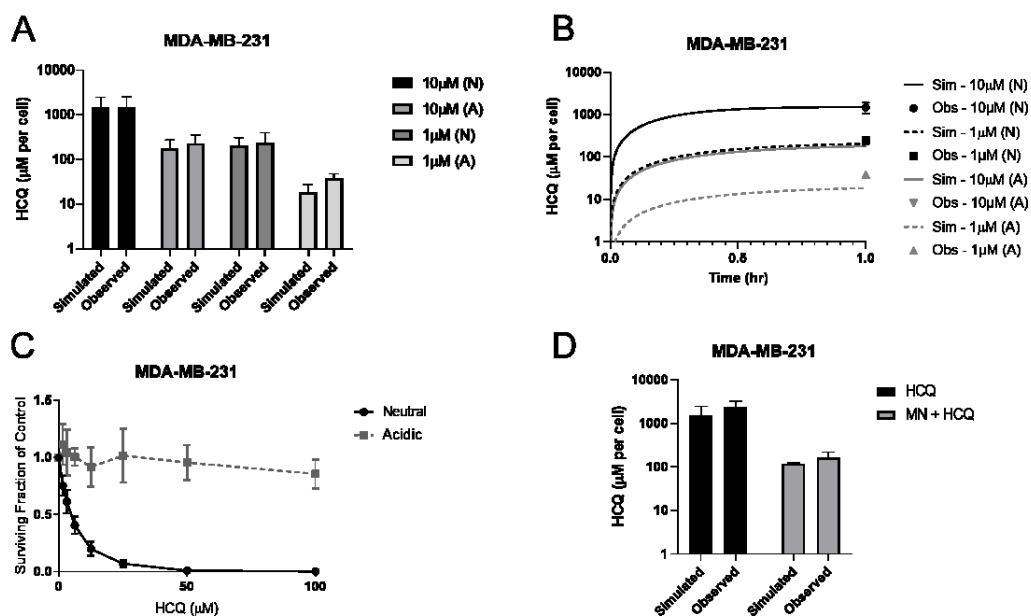 A
MDA-MB-231
HCQ (μM per cell)
1000
100
10
1
Simulated
Observed
Simulated
Observed
Simulated
Observed
Simulated
Observed
10μM (N)
10μM (A)
1μM (N)
1μM (A)
B
MDA-MB-231
HCQ (μM per cell)
10000
1000
100
10
1
0.0
0.5
1.0
Time (hr)
Sim - 10μM (N)
Obs - 10μM (N)
Sim - 1μM (N)
Obs - 1μM (N)
Sim - 10μM (A)
Obs - 10μM (A)
Sim - 1μM (A)
Obs - 1μM (A)
C
MDA-MB-231
Surviving Fraction of Control
1.5
1.0
0.5
0.0
0
50
100
HCQ (μM)
Neutral
Acidic
D
MDA-MB-231
HCQ (μM per cell)
10000
1000
100
10
1
Simulated
Observed
Simulated
Observed
HCQ
MN + HCQ